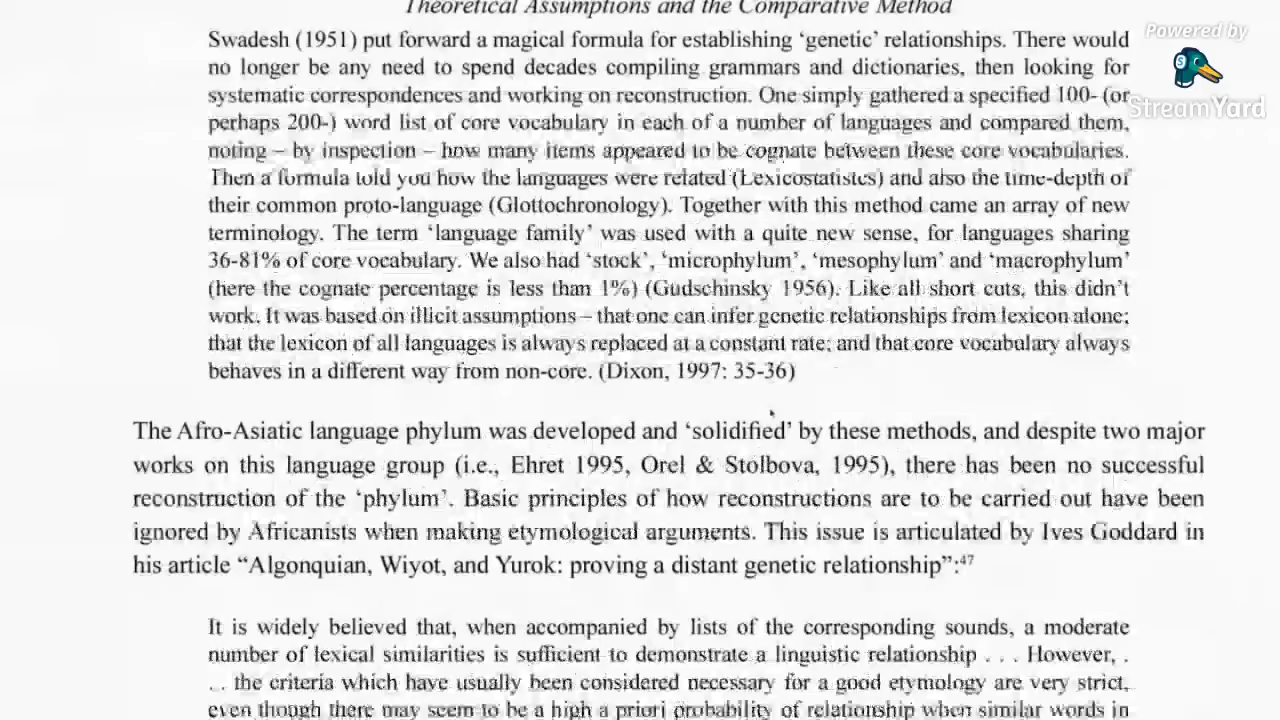 Theoretical Assumptions and the Comparative Method
Powered by
StreamYard
Swadesh (1951) put forward a magical formula for establishing ‘genetic’ relationships. There would
no longer be any need to spend decades compiling grammars and dictionaries, then looking for
systematic correspondences and working on reconstruction. One simply gathered a specified 100- (or
perhaps 200-) word list of core vocabulary in each of a number of languages and compared them,
noting – by inspection – how many items appeared to be cognate between these core vocabularies.
Then a formula told you how the languages were related (Lexicostatistcs) and also the time-depth of
their common proto-language (Glottochronology). Together with this method came an array of new
terminology. The term ‘language family’ was used with a quite new sense, for languages sharing
36-81% of core vocabulary. We also had ‘stock’, ‘microphylum’, ‘mesophylum’ and ‘macrophylum’
(here the cognate percentage is less than 1%) (Gudschinsky 1956). Like all short cuts, this didn’t
work. It was based on illicit assumptions – that one can infer genetic relationships from lexicon alone;
that the lexicon of all languages is always replaced at a constant rate; and that core vocabulary always
behaves in a different way from non-core. (Dixon, 1997: 35-36)
The Afro-Asiatic language phylum was developed and ‘solidified’ by these methods, and despite two major
works on this language group (i.e., Ehret 1995, Orel & Stolbova, 1995), there has been no successful
reconstruction of the ‘phylum’. Basic principles of how reconstructions are to be carried out have been
ignored by Africanists when making etymological arguments. This issue is articulated by Ives Goddard in
his article “Algonquian, Wiyot, and Yurok: proving a distant genetic relationship”:47
It is widely believed that, when accompanied by lists of the corresponding sounds, a moderate
number of lexical similarities is sufficient to demonstrate a linguistic relationship . . . However, .
. . the criteria which have usually been considered necessary for a good etymology are very strict,
even though there may seem to be a high a priori probability of relationship when similar words in